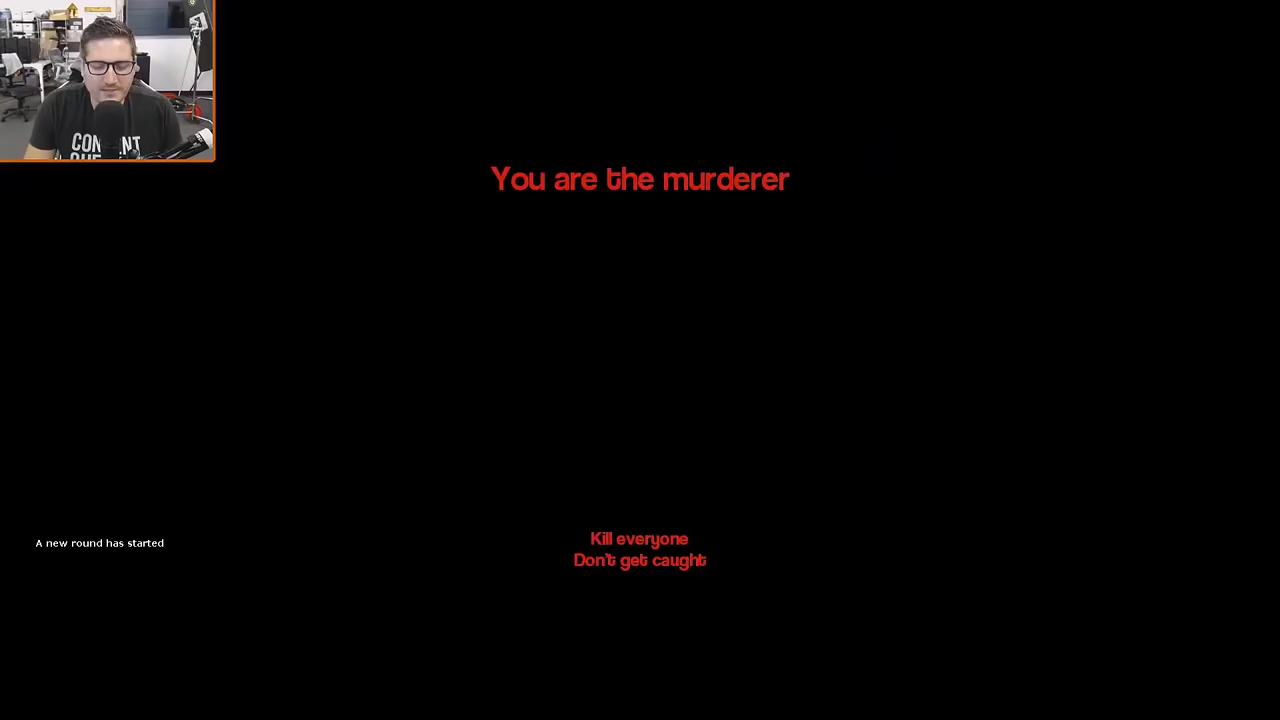 You are the murderer
Kill everyone
Don't get caught
A new round has started